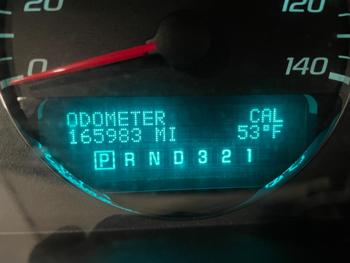 20
120
0
140
ODOMETER CAL
165983 MI 53°F
P R N D 3 2 1